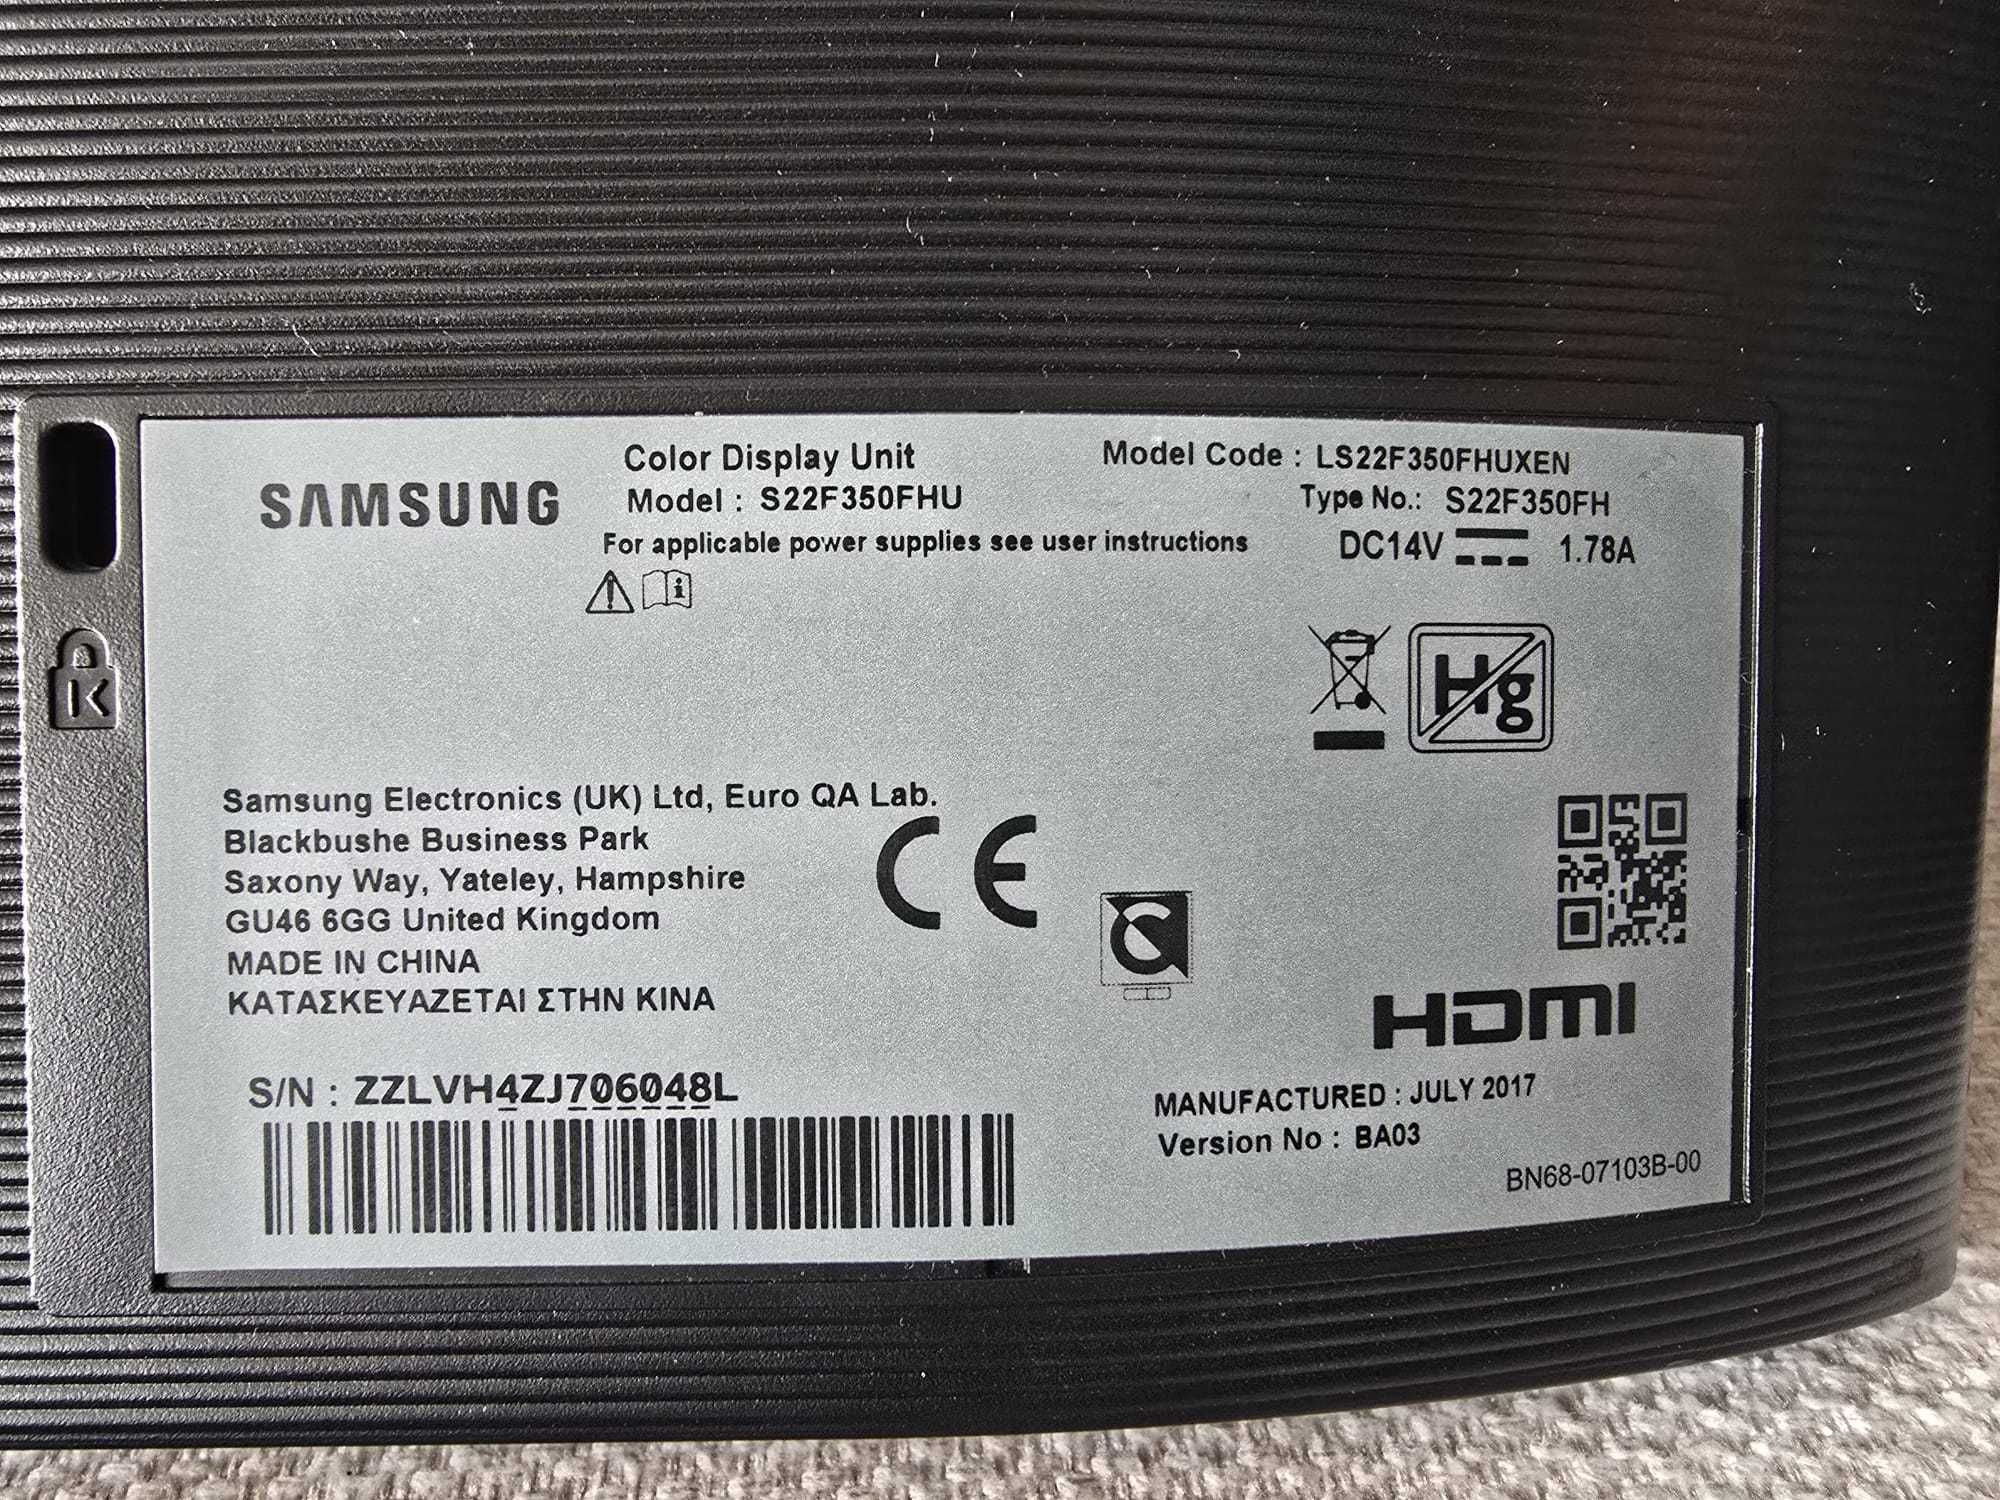 SAMSUNG
Color Display Unit
Model : S22F350FHU
For applicable power supplies see user instructions
Model Code : LS22F350FHUXEN
Type No.: S22F350FH
DC14V 1.78A
Hg
K
Samsung Electronics (UK) Ltd, Euro QA Lab.
Blackbushe Business Park
Saxony Way, Yateley, Hampshire
GU46 6GG United Kingdom
MADE IN CHINA
ΚΑΤΑΣΚΕΥΑΖΕΤΑΙ ΣΤΗΝ ΚΙΝΑ
CE
HDMI
S/N : ZZLVH4ZJ706048L
MANUFACTURED : JULY 2017
Version No : BA03
BN68-07103B-00